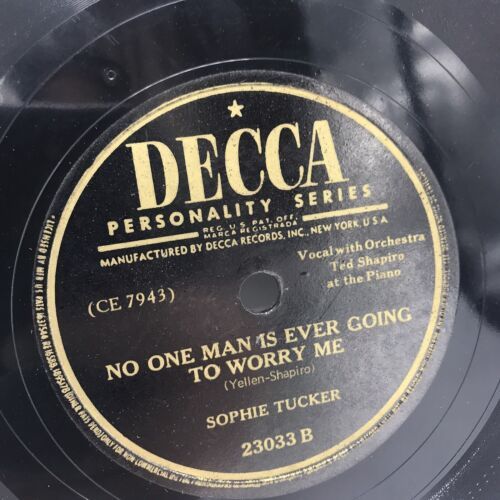 DECCA
PERSONALITY SERIES
REG. U.S. PAT. OFF.
MARCA REGISTRADA
MANUFACTURED BY DECCA RECORDS, INC., NEW YORK, U.S.A.
Vocal with Orchestra
Ted Shapiro
at the Piano
(CE 7943)
NO ONE MAN IS EVER GOING
TO WORRY ME
(Yellen-Shapiro)
SOPHIE TUCKER
23033 B